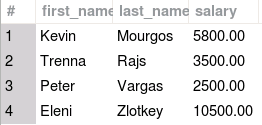 # first_name last_name salary
1 Kevin Mourgos 5800.00
2 Trenna Rajs 3500.00
3 Peter Vargas 2500.00
4 Eleni Zlotkey 10500.00